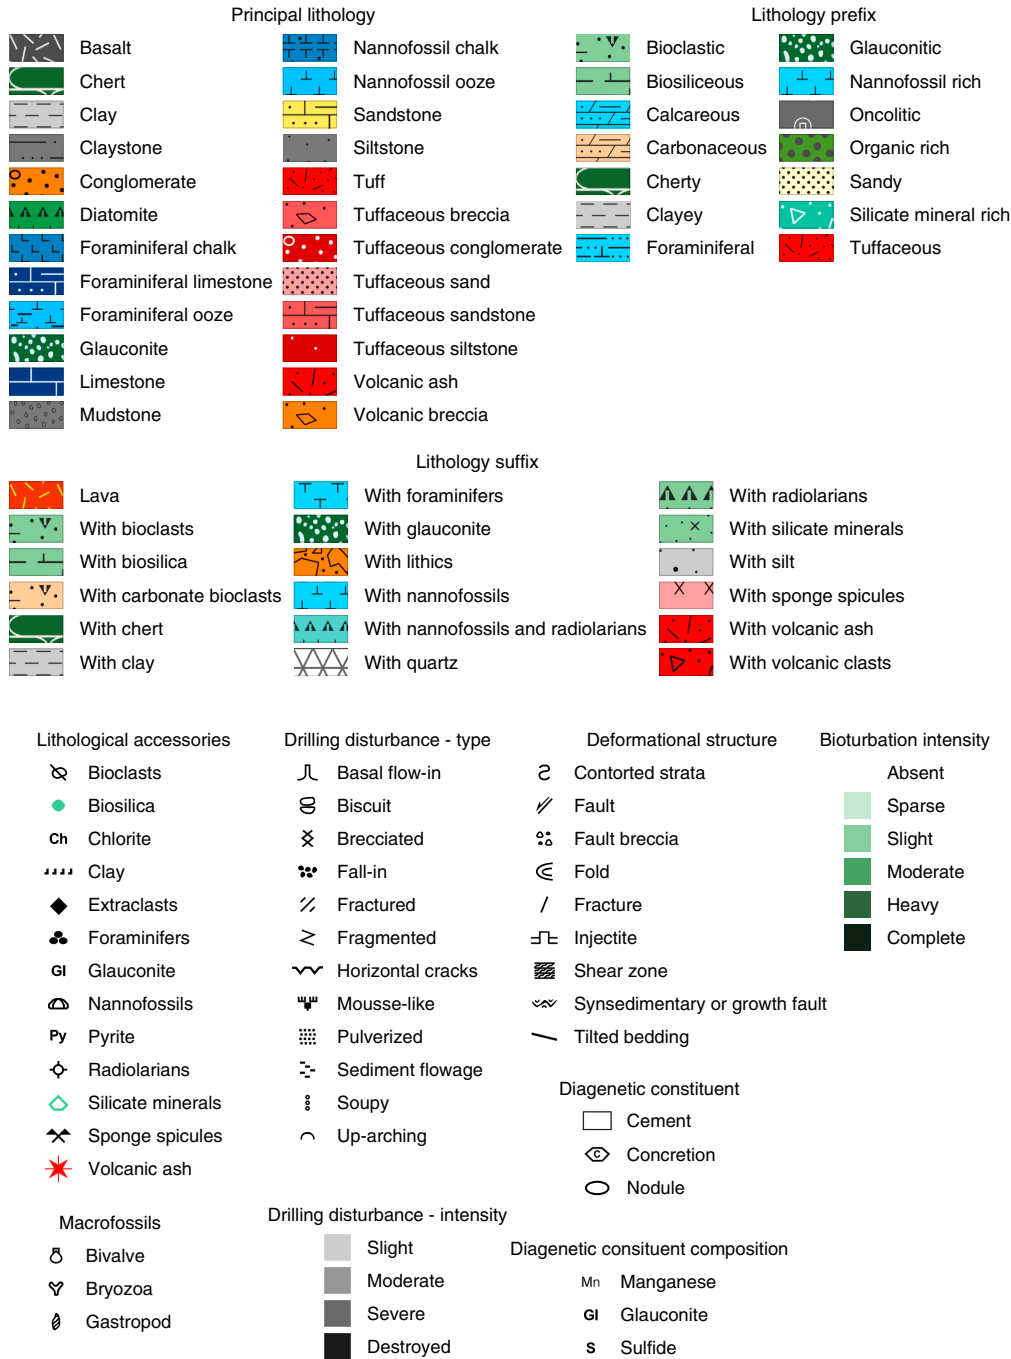 Principal lithology
Basalt
Chert
Clay
Claystone
Conglomerate
Diatomite
Foraminiferal chalk
Foraminiferal limestone
Foraminiferal ooze
Glauconite
Limestone
Mudstone
Nannofossil chalk
Nannofossil ooze
Sandstone
Siltstone
Tuff
Tuffaceous breccia
Tuffaceous conglomerate
Tuffaceous sand
Tuffaceous sandstone
Tuffaceous siltstone
Volcanic ash
Volcanic breccia
Lithology prefix
Bioclastic
Biosiliceous
Calcareous
Carbonaceous
Cherty
Clayey
Foraminiferal
Glauconitic
Nannofossil rich
Oncolitic
Organic rich
Sandy
Silicate mineral rich
Tuffaceous
Lithology suffix
Lava
With bioclasts
With biosilica
With carbonate bioclasts
With chert
With clay
With foraminifers
With glauconite
With lithics
With nannofossils
With nannofossils and radiolarians
With quartz
With radiolarians
With silicate minerals
With silt
With sponge spicules
With volcanic ash
With volcanic clasts
Lithological accessories
Bioclasts
Biosilica
Ch Chlorite
Clay
Extraclasts
Foraminifers
Gl Glauconite
Nannofossils
Py Pyrite
Radiolarians
Silicate minerals
Sponge spicules
Volcanic ash
Macrofossils
Bivalve
Bryozoa
Gastropod
Drilling disturbance - type
Basal flow-in
Biscuit
Brecciated
Fall-in
Fractured
Fragmented
Horizontal cracks
Mousse-like
Pulverized
Sediment flowage
Soupy
Up-arching
Drilling disturbance - intensity
Slight
Moderate
Severe
Destroyed
Deformational structure
Contorted strata
Fault
Fault breccia
Fold
Fracture
Injectite
Shear zone
Synsedimentary or growth fault
Tilted bedding
Diagenetic constituent
Cement
C Concretion
Nodule
Diagenetic consituent composition
Mn Manganese
Gl Glauconite
S Sulfide
Bioturbation intensity
Absent
Sparse
Slight
Moderate
Heavy
Complete